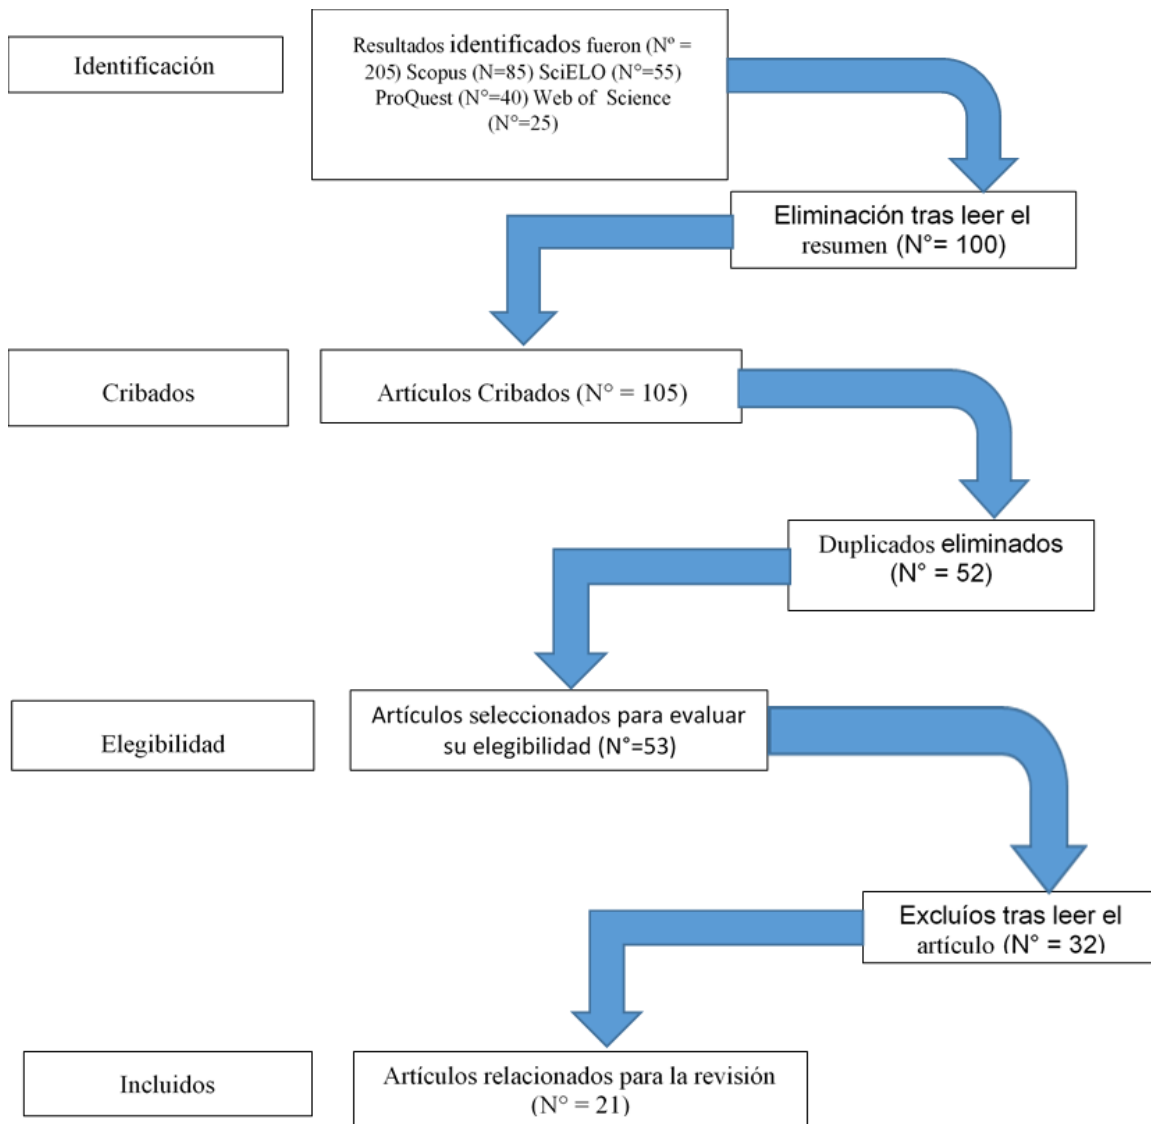 Identificación
Resultados identificados fueron (Nº =
205) Scopus (N=85) SciELO (N°=55)
ProQuest (N°=40) Web of Science
(N°=25)
Eliminación tras leer el
resumen (N°= 100)
Cribados
Artículos Cribados (N° = 105)
Duplicados eliminados
(N° = 52)
Elegibilidad
Artículos seleccionados para evaluar
su elegibilidad (N°=53)
Excluíos tras leer el
artículo (N° = 32)
Incluidos
Artículos relacionados para la revisión
(N° = 21)